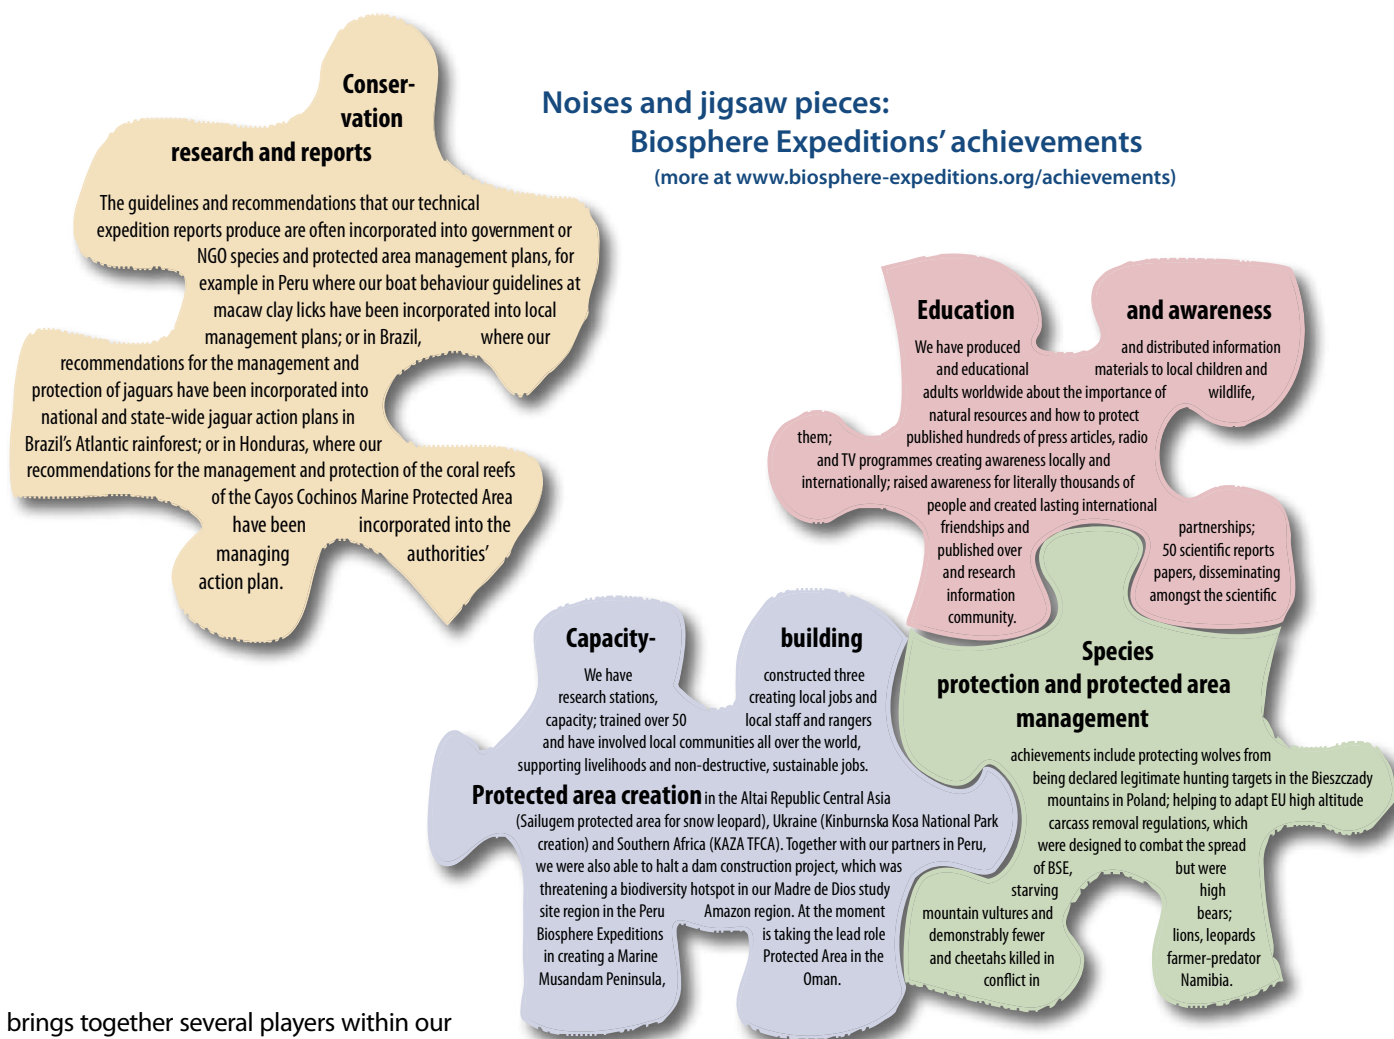 Noises and jigsaw pieces:
Biosphere Expeditions’ achievements
(more at www.biosphere-expeditions.org/achievements)
Conser-
vation
research and reports
The guidelines and recommendations that our technical
expedition reports produce are often incorporated into government or
NGO species and protected area management plans, for
example in Peru where our boat behaviour guidelines at
macaw clay licks have been incorporated into local
management plans; or in Brazil, where our
recommendations for the management and
protection of jaguars have been incorporated into
national and state-wide jaguar action plans in
Brazil’s Atlantic rainforest; or in Honduras, where our
recommendations for the management and protection of the coral reefs
of the Cayos Cochinos Marine Protected Area
have been incorporated into the
managing authorities’
action plan.
Education and awareness
We have produced and distributed information
and educational materials to local children and
adults worldwide about the importance of wildlife,
natural resources and how to protect
them; published hundreds of press articles, radio
and TV programmes creating awareness locally and
internationally; raised awareness for literally thousands of
people and created lasting international
friendships and partnerships;
published over 50 scientific reports
and research papers, disseminating
information amongst the scientific
community.
Capacity- building
We have constructed three
research stations, creating local jobs and
capacity; trained over 50 local staff and rangers
and have involved local communities all over the world,
supporting livelihoods and non-destructive, sustainable jobs.
Protected area creation in the Altai Republic Central Asia
(Sailugem protected area for snow leopard), Ukraine (Kinburnska Kosa National Park
creation) and Southern Africa (KAZA TFCA). Together with our partners in Peru,
we were also able to halt a dam construction project, which was
threatening a biodiversity hotspot in our Madre de Dios study
site region in the Peru Amazon region. At the moment
Biosphere Expeditions is taking the lead role
in creating a Marine Protected Area in the
Musandam Peninsula, Oman.
Species
protection and protected area
management
achievements include protecting wolves from
being declared legitimate hunting targets in the Bieszczady
mountains in Poland; helping to adapt EU high altitude
carcass removal regulations, which
were designed to combat the spread
of BSE, but were
starving high
mountain vultures and bears;
demonstrably fewer lions, leopards
and cheetahs killed in farmer-predator
conflict in Namibia.
brings together several players within our